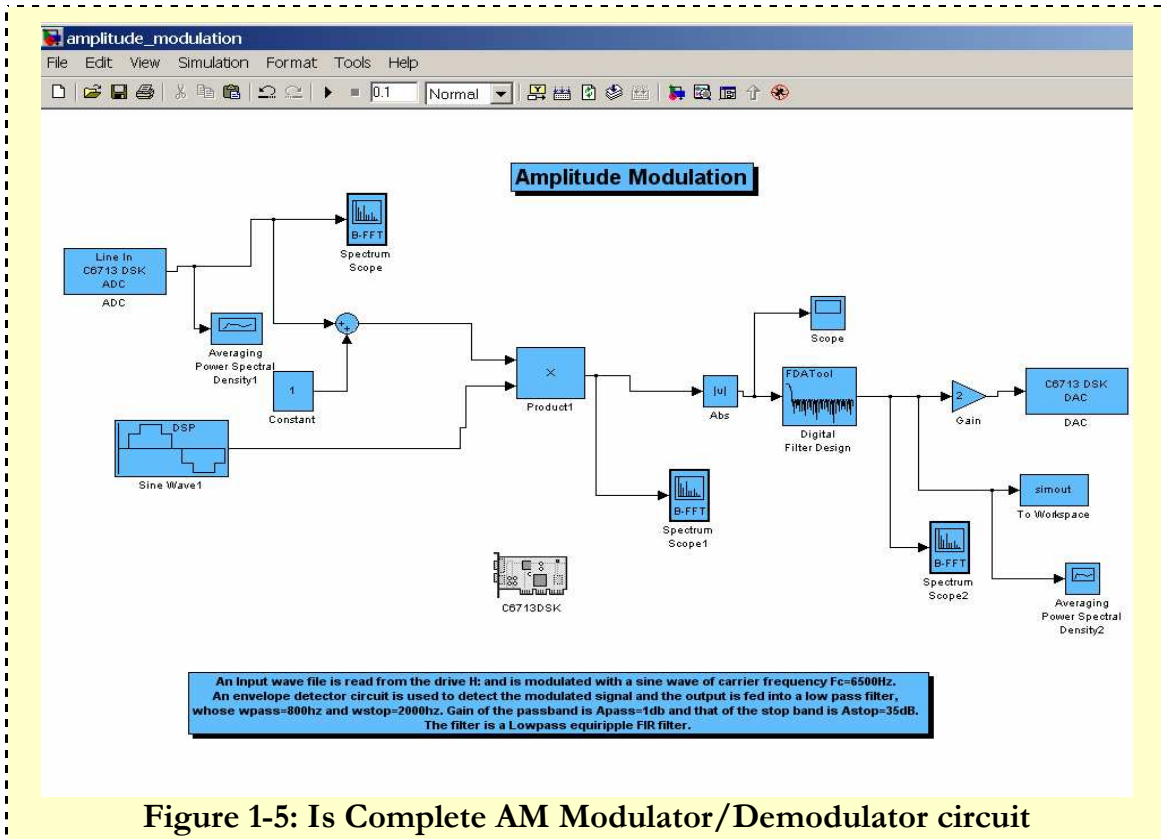 amplitude_modulation
File Edit View Simulation Format Tools Help
0.1 Normal
Amplitude Modulation
B-FFT
Spectrum
Scope
Line In
C6713 DSK
ADC
ADC
Averaging
Power Spectral
Density1
1
Constant
DSP
Sine Wave1
×
Product1
|u|
Abs
Scope
FDATool
Digital
Filter Design
2
Gain
C6713 DSK
DAC
DAC
B-FFT
Spectrum
Scope1
simout
To Workspace
B-FFT
Spectrum
Scope2
Averaging
Power Spectral
Density2
C6713DSK
An Input wave file is read from the drive H: and is modulated with a sine wave of carrier frequency Fc=6500Hz.
An envelope detector circuit is used to detect the modulated signal and the output is fed into a low pass filter,
whose wpass=800hz and wstop=2000hz. Gain of the passband is Apass=1db and that of the stop band is Astop=35dB.
The filter is a Lowpass equiripple FIR filter.
Figure 1-5: Is Complete AM Modulator/Demodulator circuit